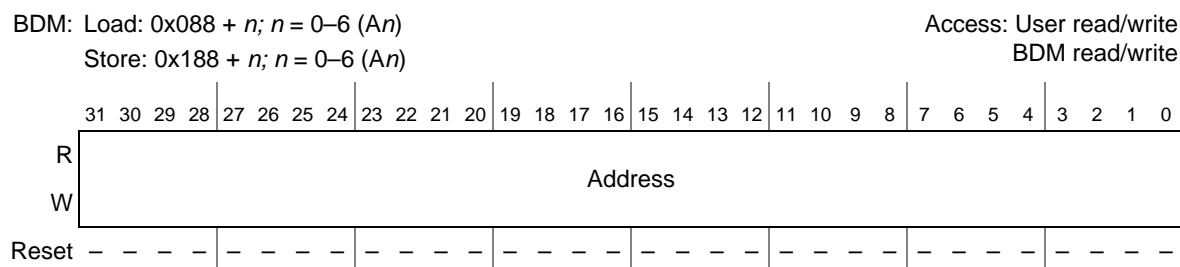 BDM: Load: 0x088 + n; n = 0–6 (An) Access: User read/write
Store: 0x188 + n; n = 0–6 (An) BDM read/write
31 30 29 28 27 26 25 24 23 22 21 20 19 18 17 16 15 14 13 12 11 10 9 8 7 6 5 4 3 2 1 0
R
Address
W
Reset – – – – – – – – – – – – – – – – – – – – – – – – – – – – – – – –